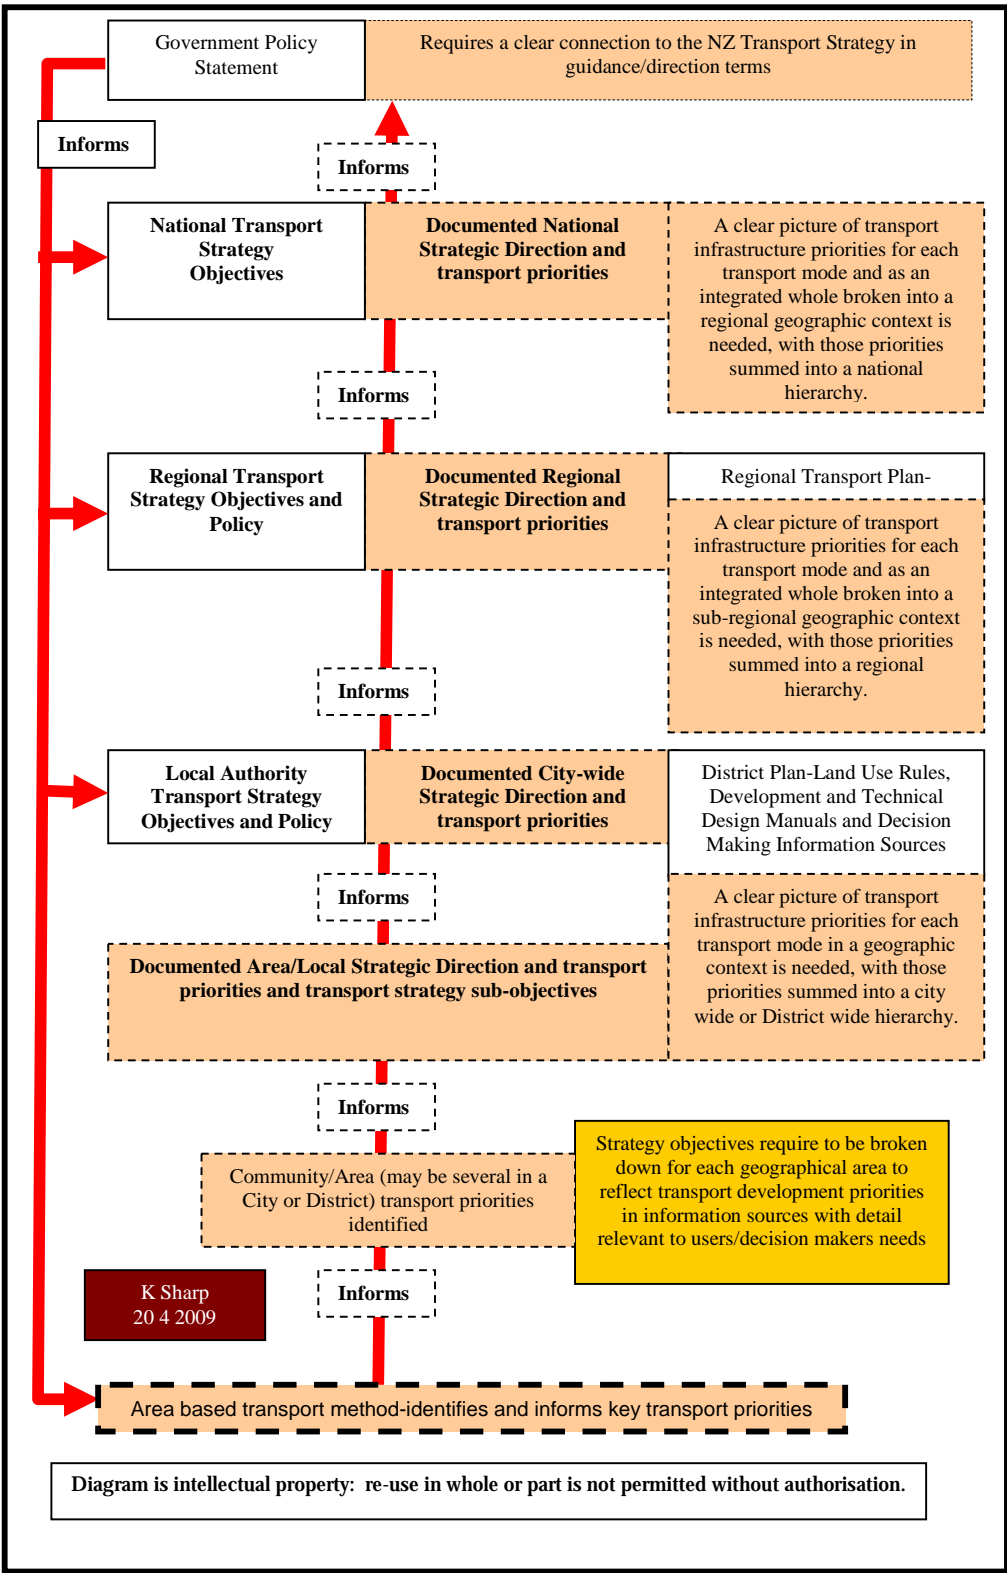 Government Policy
Statement
Requires a clear connection to the NZ Transport Strategy in
guidance/direction terms
Informs
Informs
National Transport
Strategy
Objectives
Documented National
Strategic Direction and
transport priorities
A clear picture of transport
infrastructure priorities for each
transport mode and as an
integrated whole broken into a
regional geographic context is
needed, with those priorities
summed into a national
hierarchy.
Informs
Regional Transport
Strategy Objectives and
Policy
Documented Regional
Strategic Direction and
transport priorities
Regional Transport Plan-
A clear picture of transport
infrastructure priorities for each
transport mode and as an
integrated whole broken into a
sub-regional geographic context
is needed, with those priorities
summed into a regional
hierarchy.
Informs
Local Authority
Transport Strategy
Objectives and Policy
Documented City-wide
Strategic Direction and
transport priorities
District Plan-Land Use Rules,
Development and Technical
Design Manuals and Decision
Making Information Sources
Informs
A clear picture of transport
infrastructure priorities for each
transport mode in a geographic
context is needed, with those
priorities summed into a city
wide or District wide hierarchy.
Documented Area/Local Strategic Direction and transport
priorities and transport strategy sub-objectives
Informs
Community/Area (may be several in a
City or District) transport priorities
identified
Strategy objectives require to be broken
down for each geographical area to
reflect transport development priorities
in information sources with detail
relevant to users/decision makers needs
K Sharp
20 4 2009
Informs
Area based transport method-identifies and informs key transport priorities
Diagram is intellectual property:  re-use in whole or part is not permitted without authorisation.